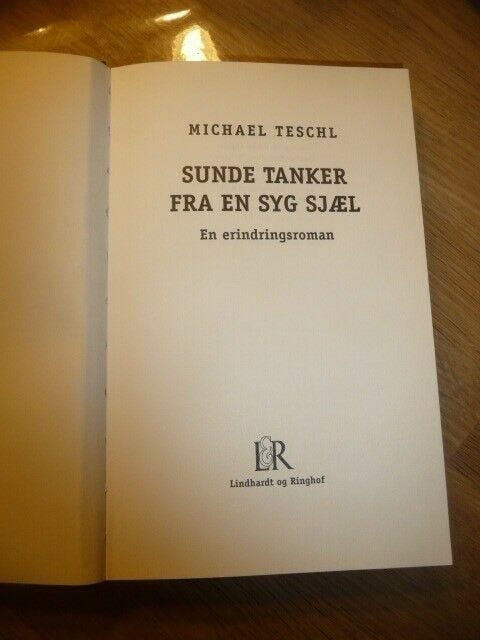 MICHAEL TESCHL
SUNDE TANKER
FRA EN SYG SJÆL
En erindringsroman
L&R
Lindhardt og Ringhof